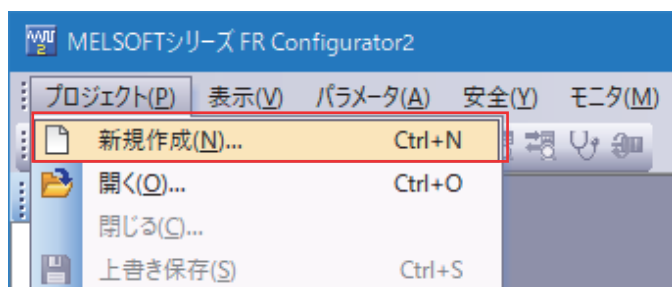 MELSOFTシリーズ FR Configurator2
プロジェクト(P) 表示(V) パラメータ(A) 安全(Y) モニタ(M)
新規作成(N)... Ctrl+N
開く(O)... Ctrl+O
閉じる(C)...
上書き保存(S) Ctrl+S